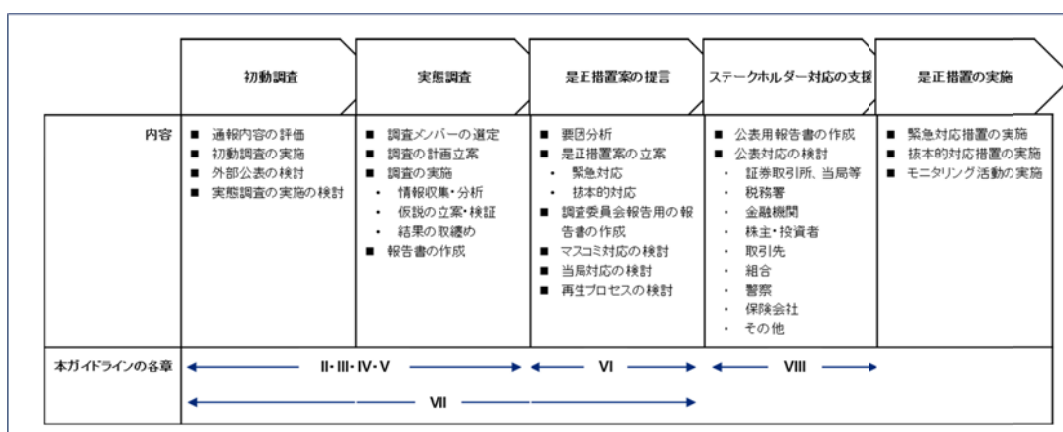 初動調査
実態調査
是正措置案の提言
ステークホルダー対応の支援
是正措置の実施
内容
■ 通報内容の評価
■ 初動調査の実施
■ 外部公表の検討
■ 実態調査の実施の検討
■ 調査メンバーの選定
■ 調査の計画立案
■ 調査の実施
・ 情報収集・分析
・ 仮説の立案・検証
・ 結果の取纏め
■ 報告書の作成
■ 要因分析
■ 是正措置案の立案
・ 緊急対応
・ 抜本的対応
■ 調査委員会報告用の報
告書の作成
■ マスコミ対応の検討
■ 当局対応の検討
■ 再生プロセスの検討
■ 公表用報告書の作成
■ 公表対応の検討
・ 証券取引所、当局等
・ 税務署
・ 金融機関
・ 株主・投資者
・ 取引先
・ 組合
・ 警察
・ 保険会社
・ その他
■ 緊急対応措置の実施
■ 抜本的対応措置の実施
■ モニタリング活動の実施
本ガイドラインの各章
II・III・IV・V
VI
VIII
VII